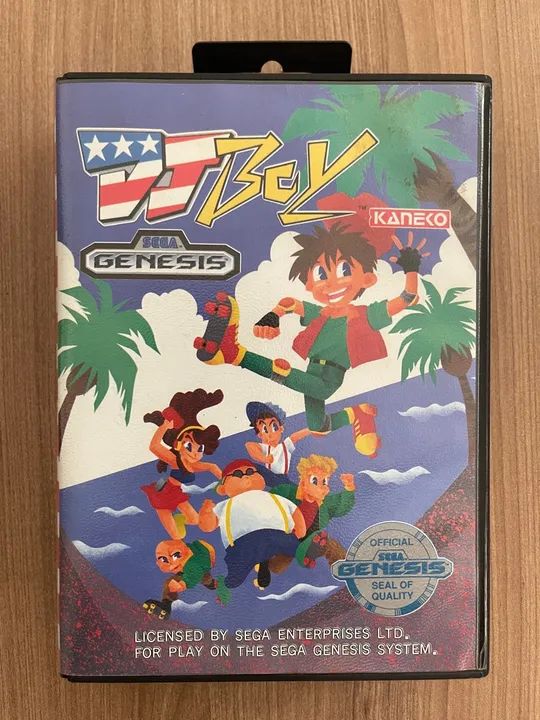 DJ Boy
™
KANEKO
SEGA
GENESIS
OFFICIAL
SEGA
GENESIS
SEAL OF
QUALITY
LICENSED BY SEGA ENTERPRISES LTD.
FOR PLAY ON THE SEGA GENESIS SYSTEM.